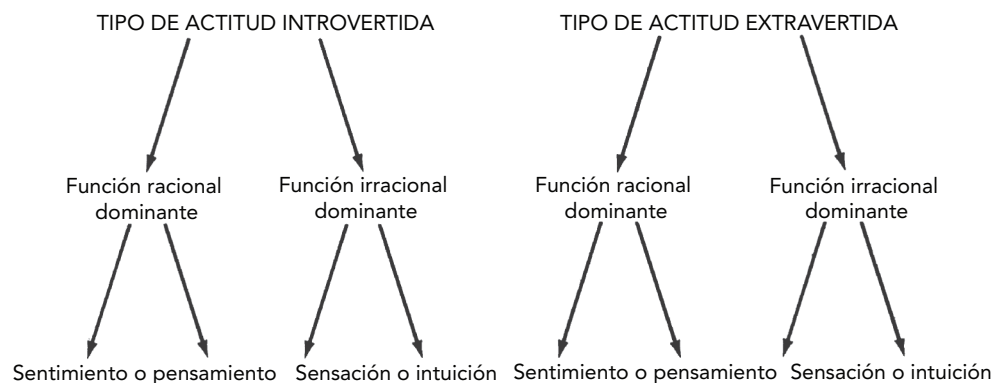 TIPO DE ACTITUD INTROVERTIDA
TIPO DE ACTITUD EXTRAVERTIDA
Función racional
dominante
Función irracional
dominante
Función racional
dominante
Función irracional
dominante
Sentimiento o pensamiento
Sensación o intuición
Sentimiento o pensamiento
Sensación o intuición